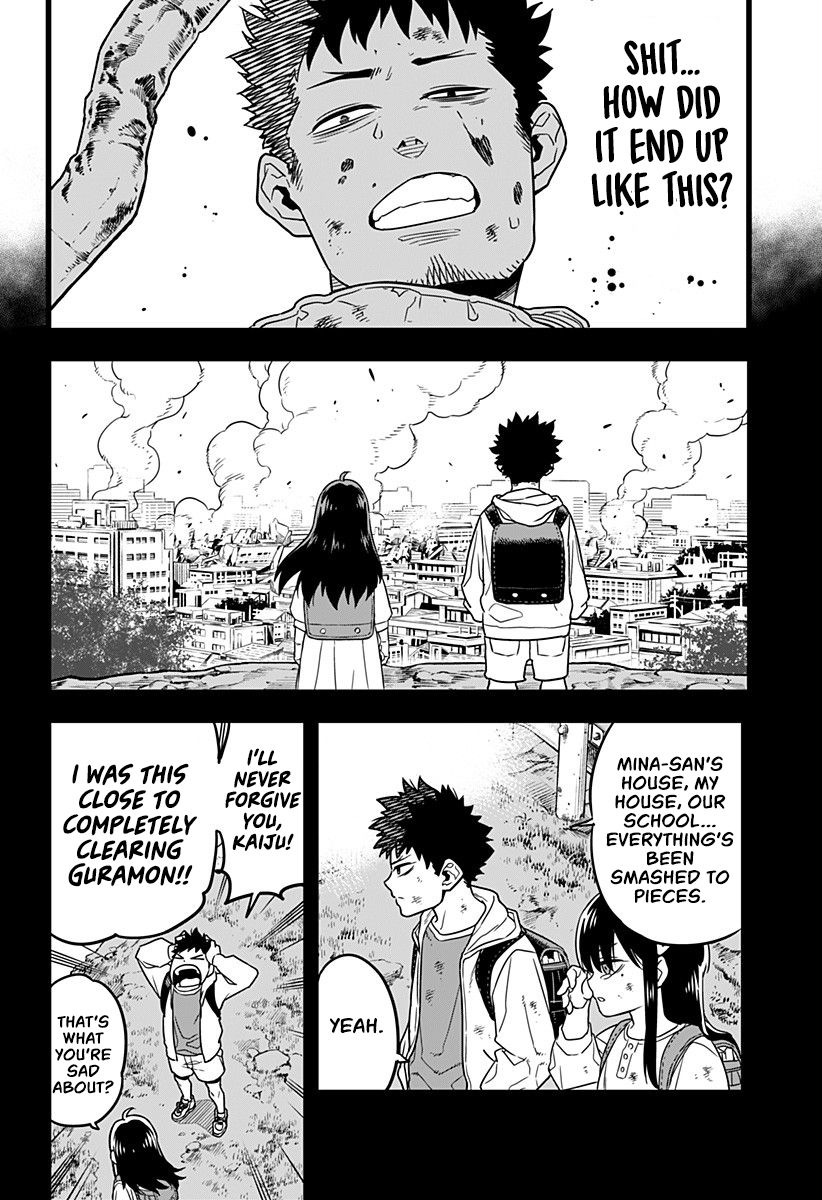 SHIT...
HOW DID
IT END UP
LIKE THIS?
MINA-SAN'S
HOUSE, MY
HOUSE, OUR
SCHOOL...
EVERYTHING'S
BEEN
SMASHED TO
PIECES.
YEAH.
I'LL
NEVER
FORGIVE
YOU,
KAIJU!
I WAS THIS
CLOSE TO
COMPLETELY
CLEARING
GURAMON!!
THAT'S
WHAT
YOU'RE
SAD
ABOUT?